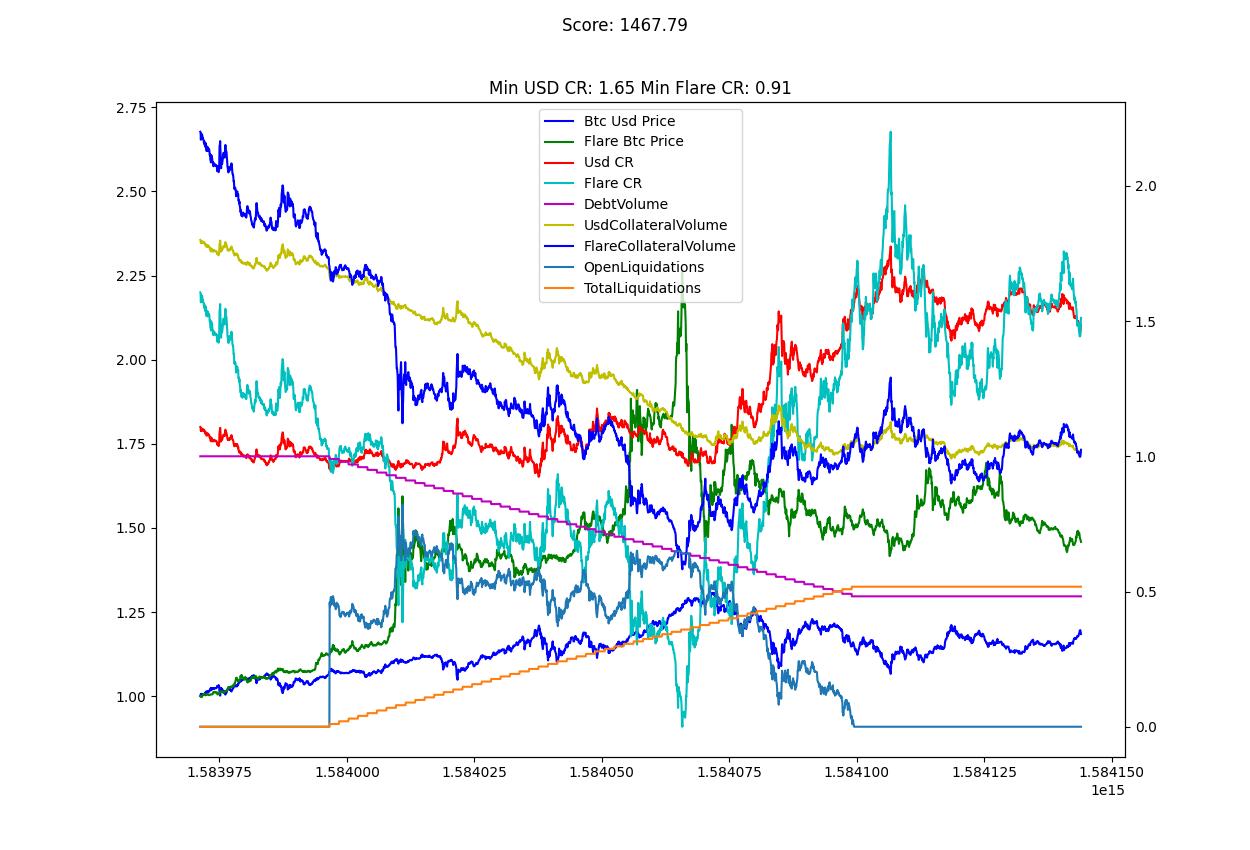 Score: 1467.79
Min USD CR: 1.65 Min Flare CR: 0.91
Btc Usd Price
Flare Btc Price
Usd CR
Flare CR
DebtVolume
UsdCollateralVolume
FlareCollateralVolume
OpenLiquidations
TotalLiquidations
2.75
2.50
2.25
2.00
1.75
1.50
1.25
1.00
2.0
1.5
1.0
0.5
0.0
1.583975
1.584000
1.584025
1.584050
1.584075
1.584100
1.584125
1.584150
1e15